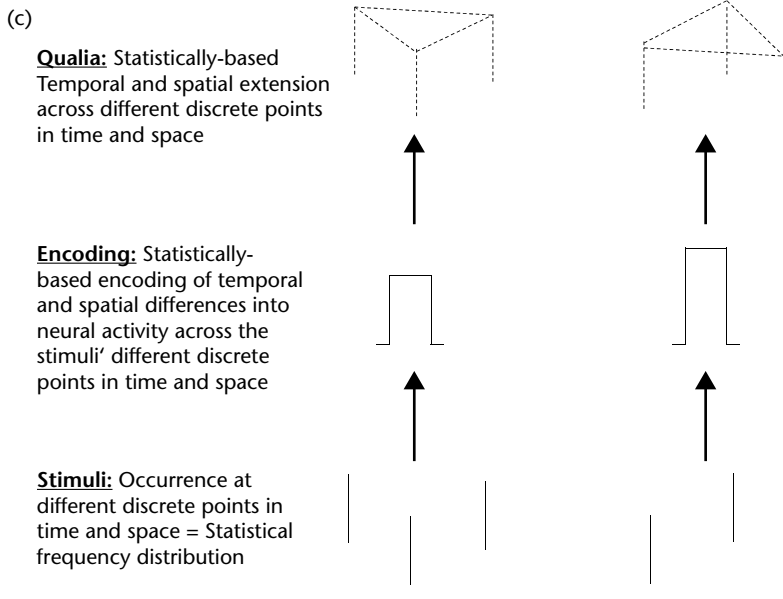 (c)
Qualia: Statistically-based
Temporal and spatial extension
across different discrete points
in time and space
Encoding: Statistically-
based encoding of temporal
and spatial differences into
neural activity across the
stimuli‘ different discrete
points in time and space
Stimuli: Occurrence at
different discrete points in
time and space = Statistical
frequency distribution